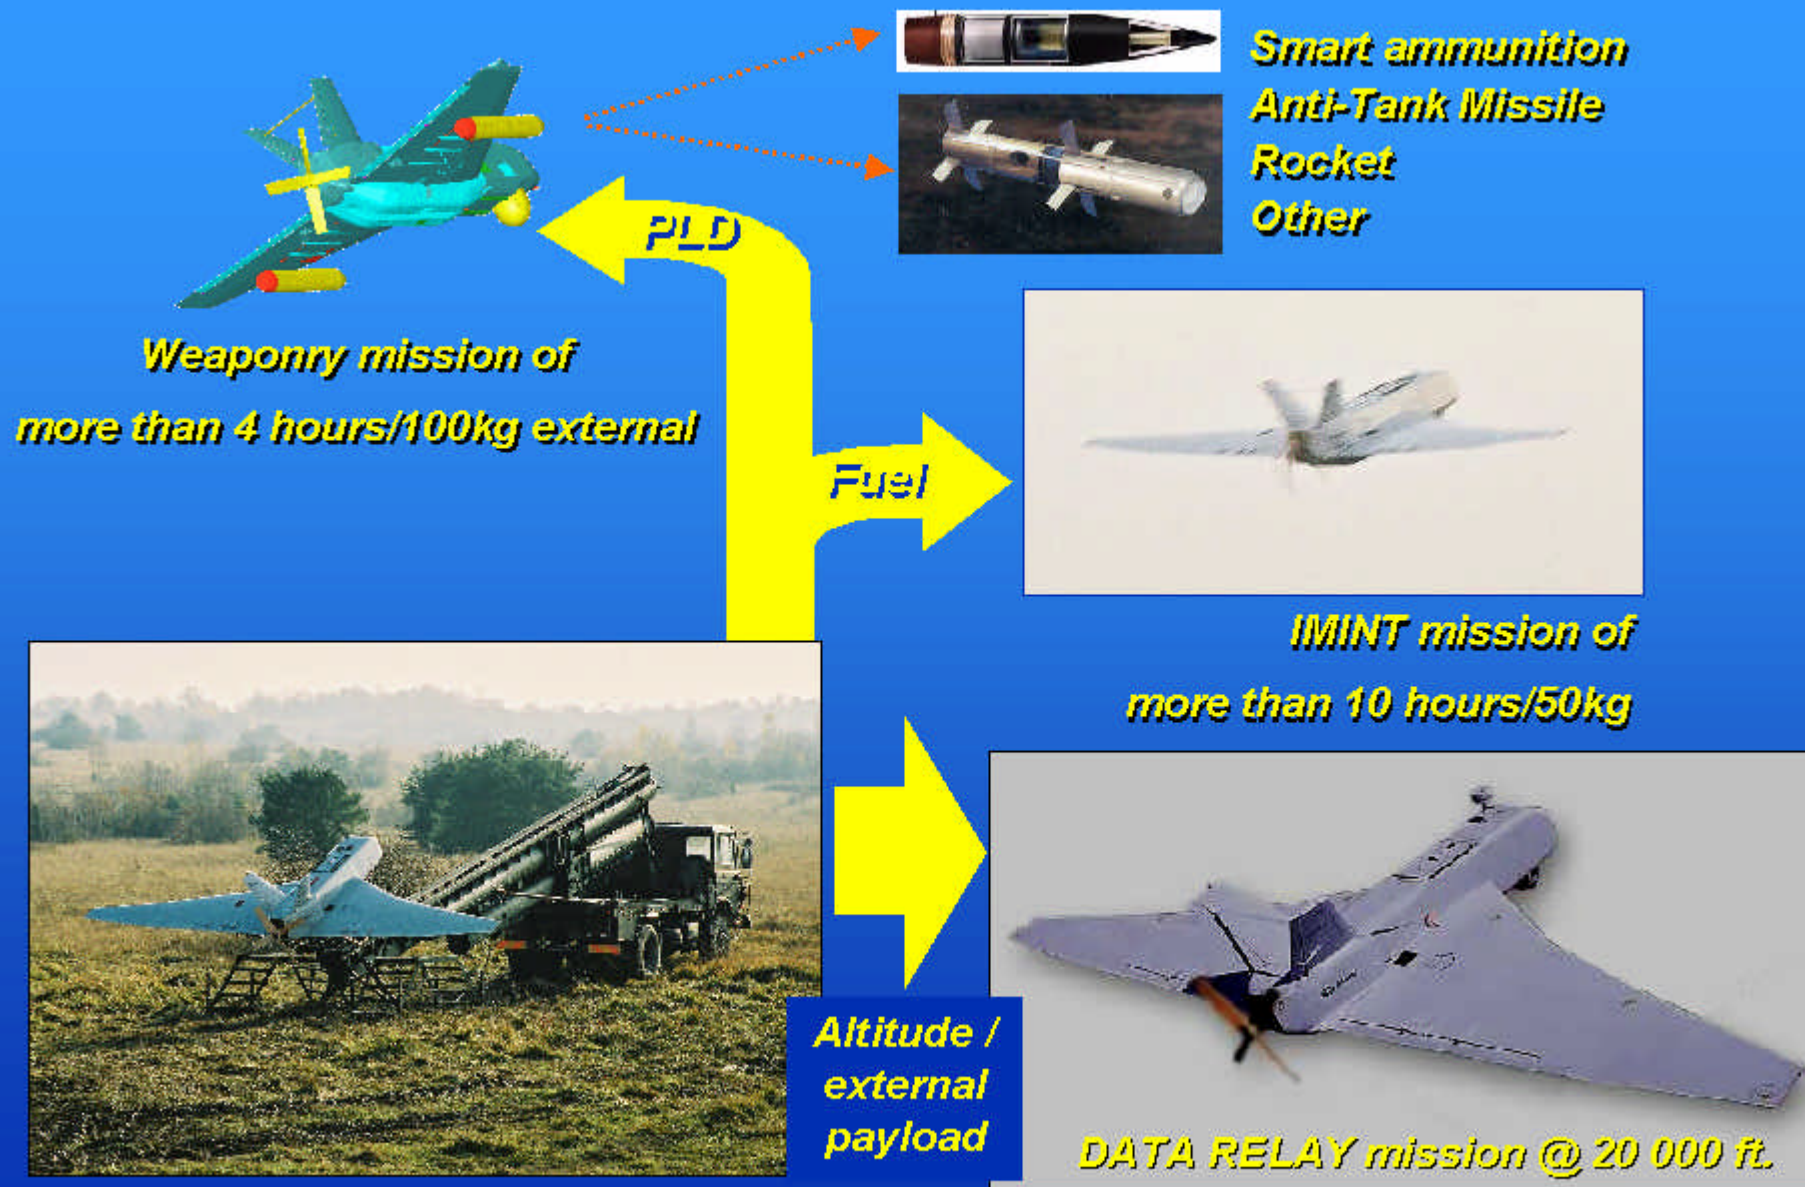 Smart ammunition
Anti-Tank Missile
Rocket
Other
PLD
Weaponry mission of
more than 4 hours/100kg external
Fuel
IMINT mission of
more than 10 hours/50kg
Altitude /
external
payload
DATA RELAY mission @ 20 000 ft.